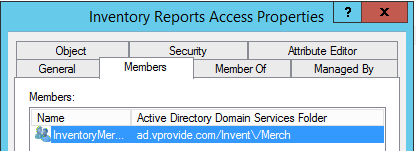 Inventory Reports Access Properties
?
Object Security Attribute Editor
General Members Member Of Managed By
Members:
Name Active Directory Domain Services Folder
InventoryMer... ad.vprovide.com/Invent\/Merch